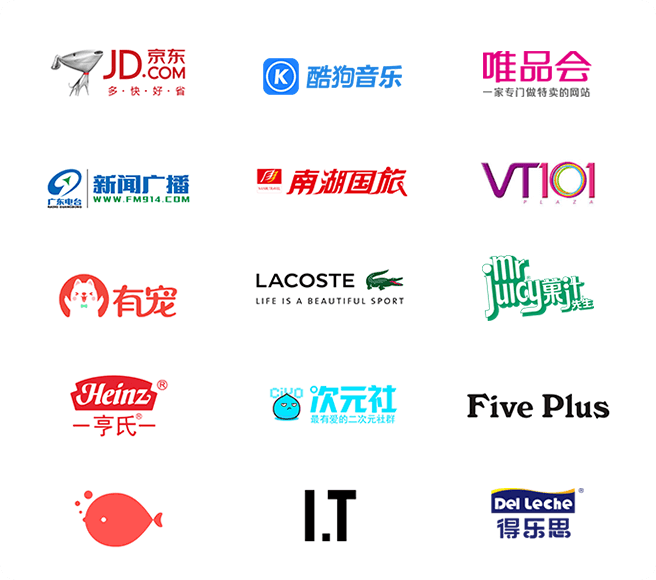 JD 京东
.COM
多·快·好·省
K 酷狗音乐
唯品会
一家专门做特卖的网站
广东电台 新闻广播
WWW.FM914.COM
南湖国旅
VT101
PLAZA
有宠
LACOSTE
LIFE IS A BEAUTIFUL SPORT
mr
juicy 菓汁
先生
Heinz®
亨氏®
CiYO 次元社
最有爱的二次元社群
Five Plus
I.T
Del Leche®
得乐思